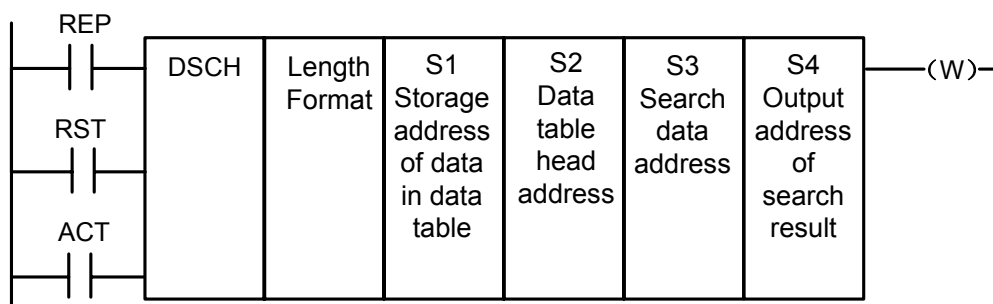 REP
RST
ACT
DSCH
Length
Format
S1
Storage
address
of data
in data
table
S2
Data
table
head
address
S3
Search
data
address
S4
Output
address
of
search
result
(W)